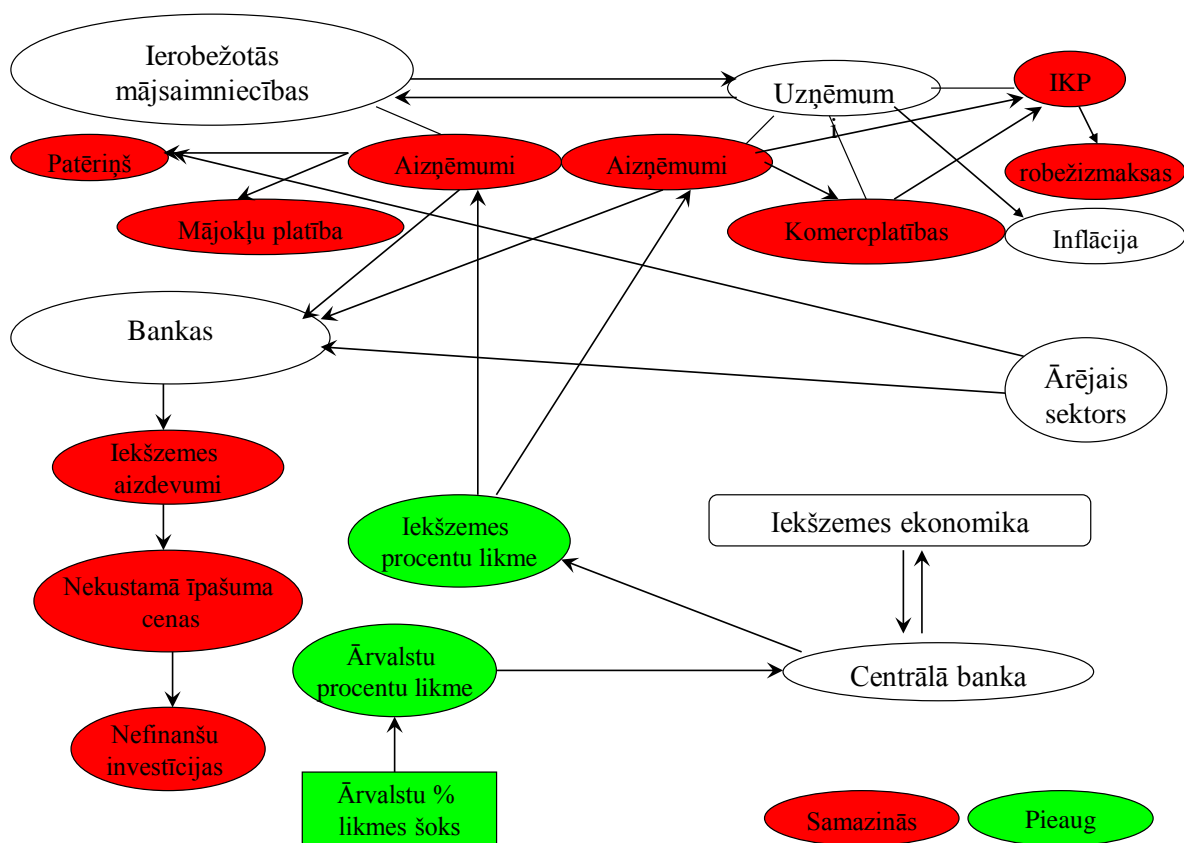 Ierobežotās
mājsaimniecības
Uzņēmum
i
IKP
Patēriņš
Aizņēmumi
Aizņēmumi
robežizmaksas
Mājokļu platība
Komercplatības
Inflācija
Bankas
Ārējais
sektors
Iekšzemes
aizdevumi
Iekšzemes
procentu likme
Iekšzemes ekonomika
Nekustamā īpašuma
cenas
Ārvalstu
procentu likme
Centrālā banka
Nefinanšu
investīcijas
Ārvalstu %
likmes šoks
Samazinās
Pieaug